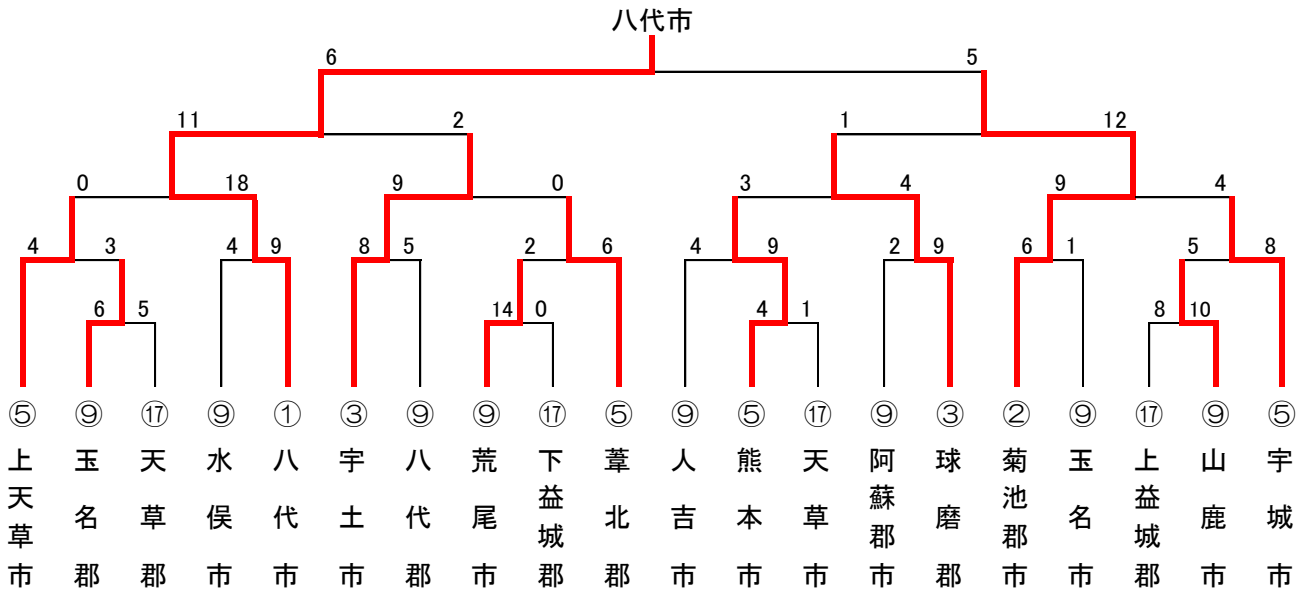 八代市
6 5
11 2 1 12
0 18 9 0 3 4 9 4
4 3 4 9 8 5 2 6 4 9 2 9 6 1 5 8
6 5 14 0 4 1 8 10
⑤ ⑨ ⑰ ⑨ ① ③ ⑨ ⑨ ⑰ ⑤ ⑨ ⑤ ⑰ ⑨ ③ ② ⑨ ⑰ ⑨ ⑤
上天草市
玉名郡
天草郡
水俣市
八代市
宇土市
八代郡
荒尾市
下益城郡
葦北郡
人吉市
熊本市
天草市
阿蘇郡市
球磨郡
菊池郡市
玉名市
上益城郡
山鹿市
宇城市